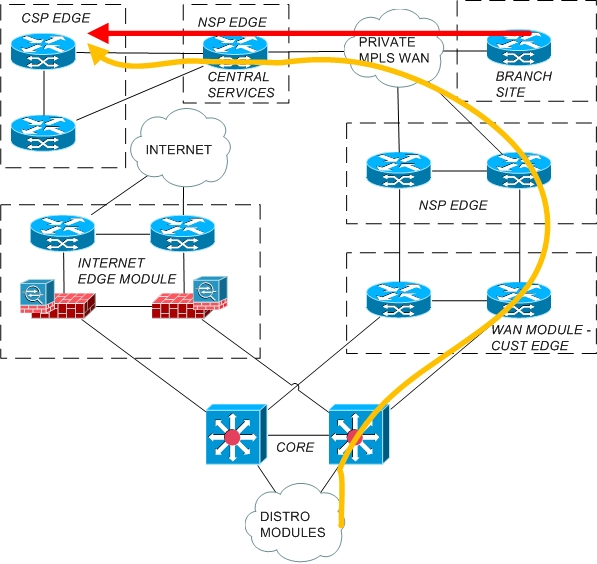 CSP EDGE
NSP EDGE
CENTRAL
SERVICES
PRIVATE
MPLS WAN
BRANCH
SITE
INTERNET
NSP EDGE
INTERNET
EDGE MODULE
WAN MODULE -
CUST EDGE
CORE
DISTRO
MODULES